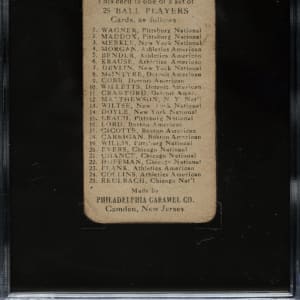 This card is one of a set of
25 BALL PLAYERS
Cards, as follows:
1. WAGNER, Pittsburg National
2. MADDOX, Pittsburg National
3. MERKLE, New York National
4. MORGAN, Athletics American
5. BENDER, Athletics American
6. KRAUSE, Athletics American
7. DEVLIN, New York National
8. McINTYRE, Detroit American
9. COBB, Detroit American
10. WILLETTS, Detroit American
11. CRAWFORD, Detroit American
12. MATTHEWSON, N. Y. Nat'l
13. WILTSE, New York National
14. DOYLE, New York National
15. LEACH, Pittsburg National
16. LORD, Boston American
17. CICOTTE, Boston American
18. CARRIGAN, Boston American
19. WILLIS, Pittsburg National
20. EVERS, Chicago National
21. CHANCE, Chicago National
22. HOFFMAN, Chicago National
23. PLANK, Athletics American
24. COLLINS, Athletics American
25. REULBACH, Chicago Nat'l
Made by
PHILADELPHIA CARAMEL CO.
Camden, New Jersey